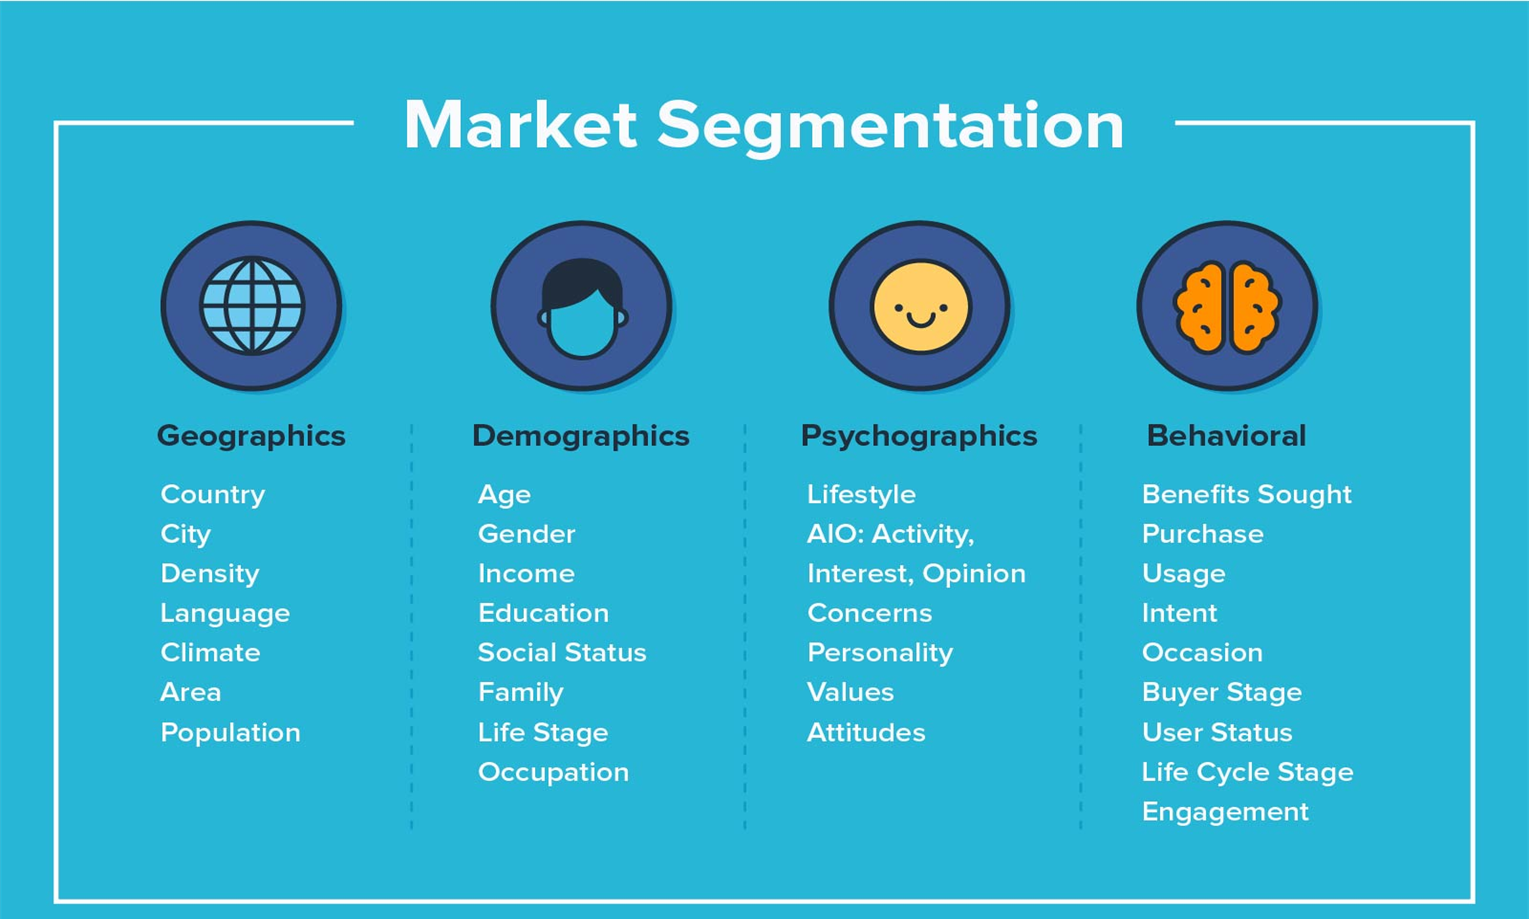 Market Segmentation
Geographics
Country
City
Density
Language
Climate
Area
Population
Demographics
Age
Gender
Income
Education
Social Status
Family
Life Stage
Occupation
Psychographics
Lifestyle
AIO: Activity,
Interest, Opinion
Concerns
Personality
Values
Attitudes
Behavioral
Benefits Sought
Purchase
Usage
Intent
Occasion
Buyer Stage
User Status
Life Cycle Stage
Engagement